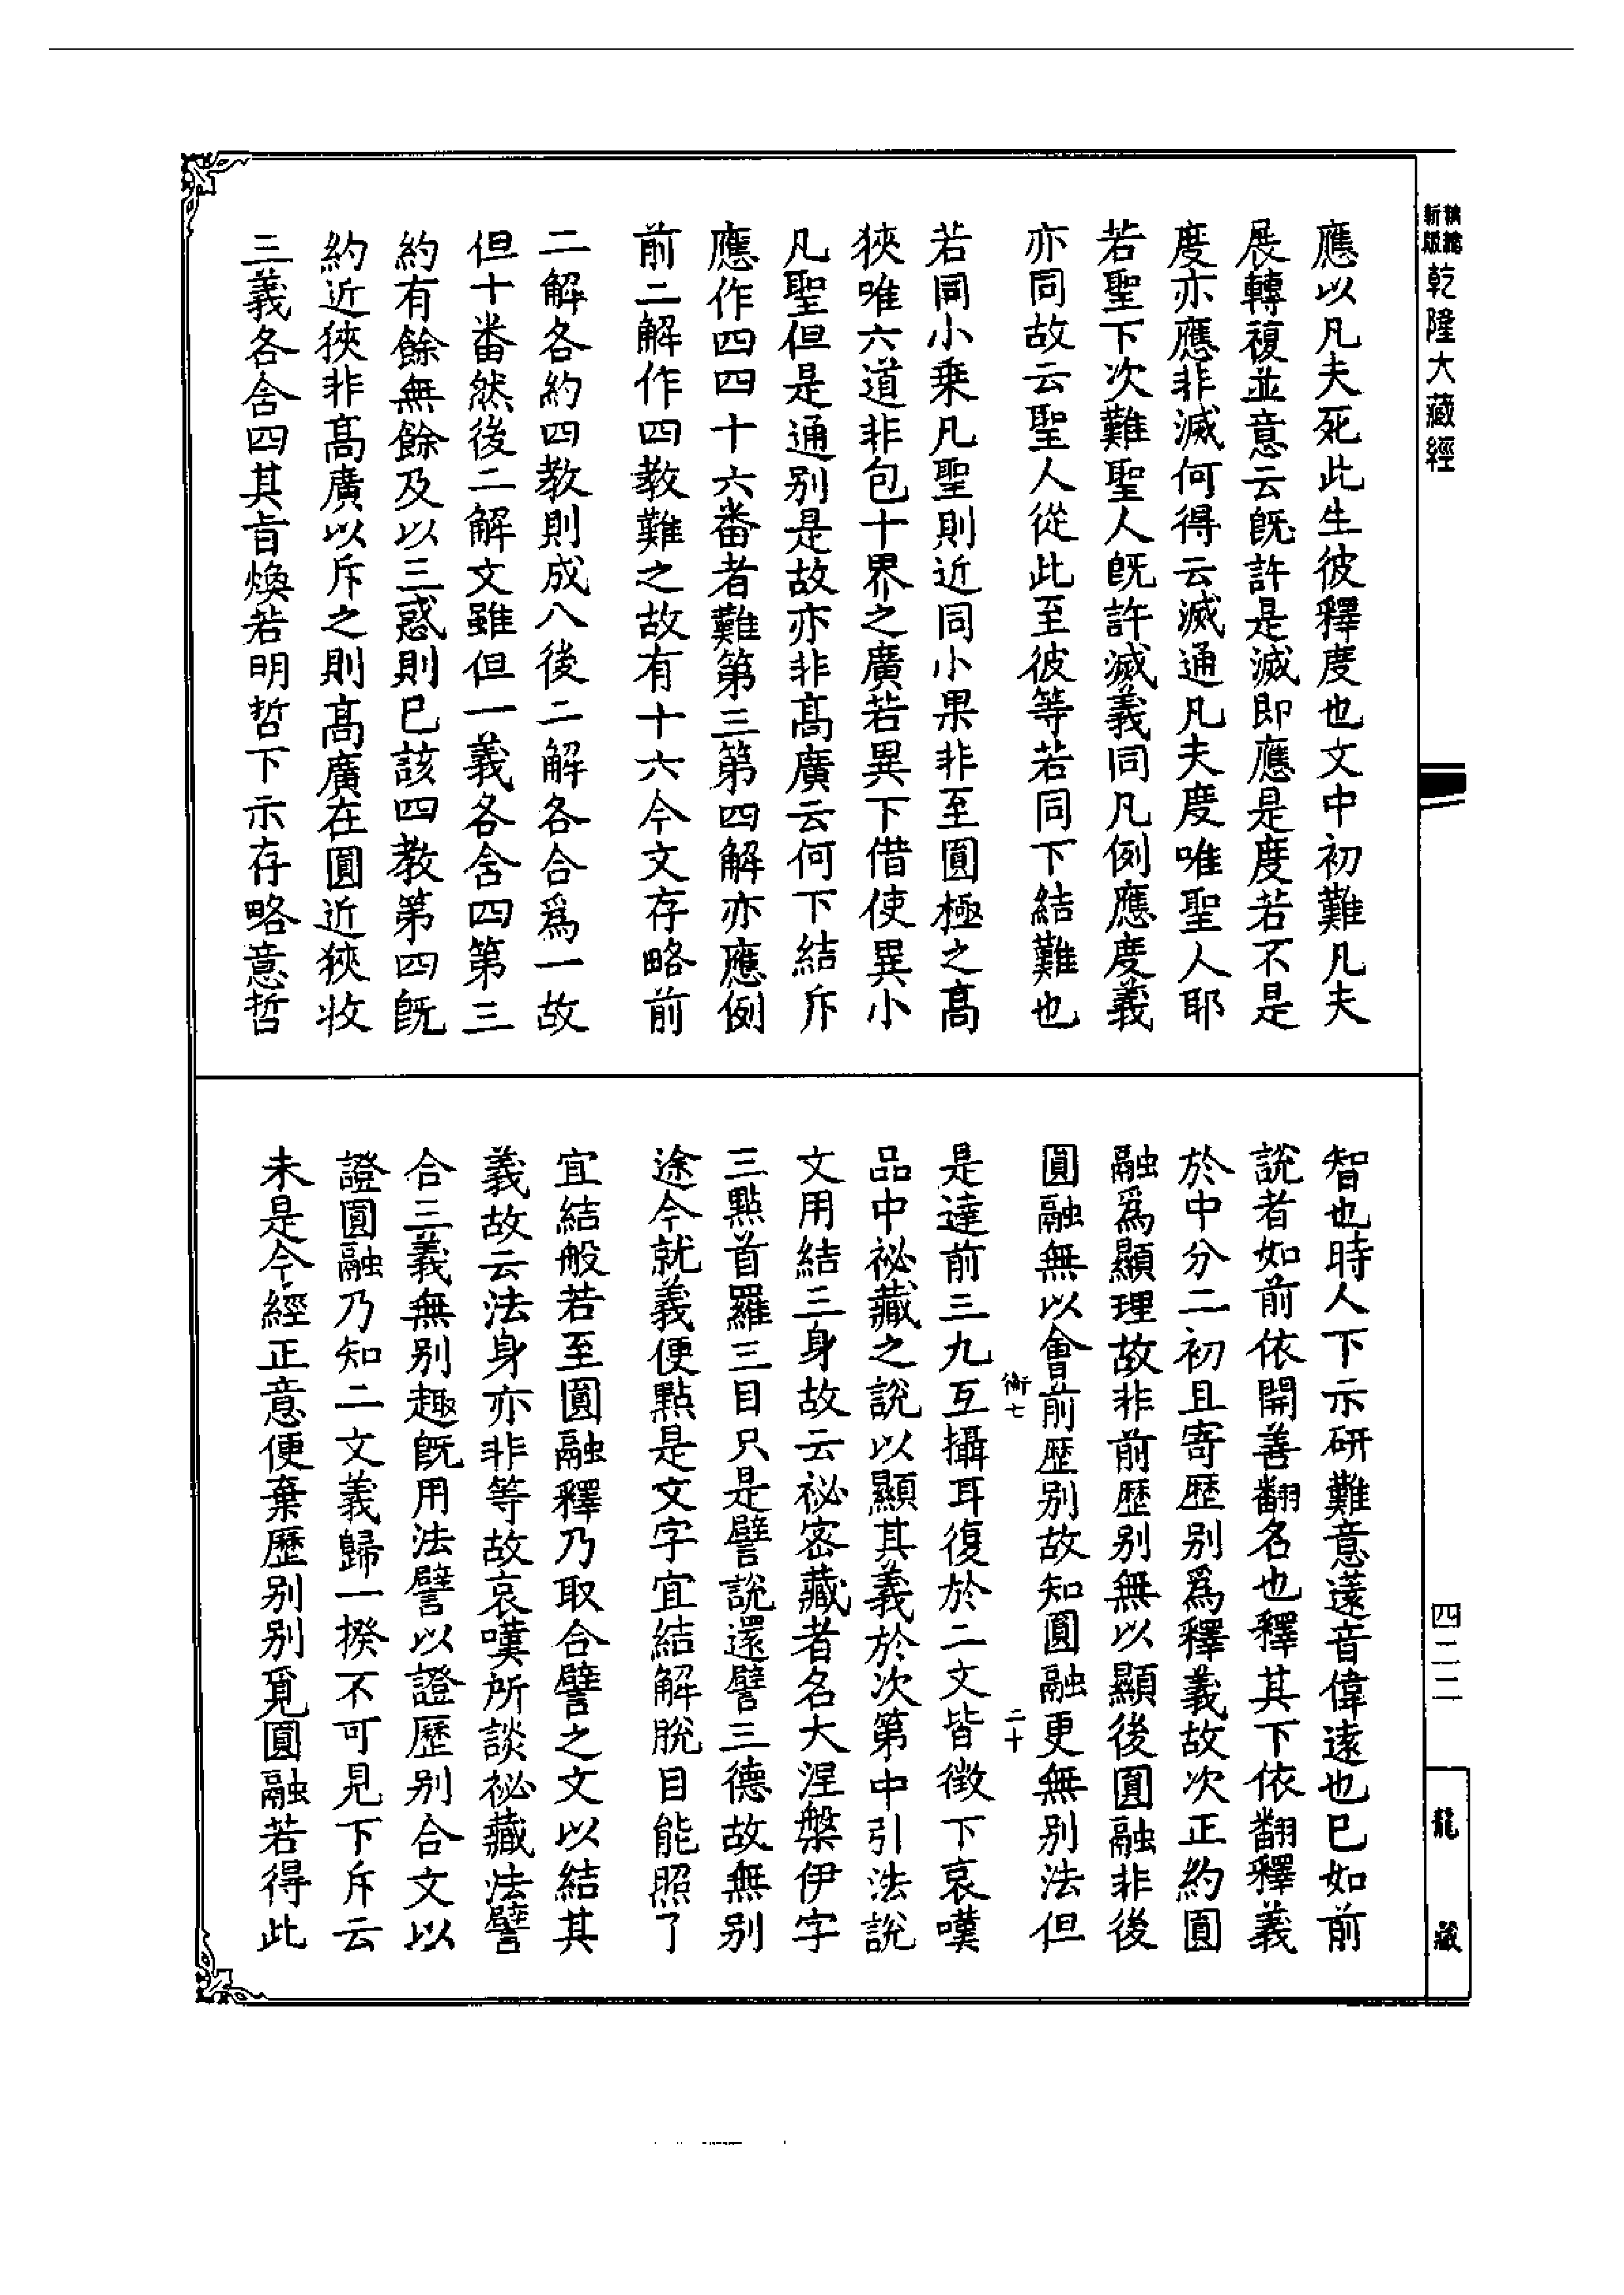 新版精縮乾隆大藏經
應以凡夫死此生彼釋度也文中初難凡夫
展轉複並意云旣許是滅即應是度若不是
度亦應非滅何得云滅通凡夫度唯聖人耶
若聖下次難聖人旣許滅義同凡例應度義
亦同故云聖人從此至彼等若同下結難也
若同小乗凡聖則近同小果非至圓極之髙
狹唯六道非包十界之廣若異下借使異小
凡聖但是通別是故亦非髙廣云何下結斥
應作四四十六番者難第三第四解亦應例
前二解作四教難之故有十六今文存略前
二解各約四教則成八後二解各合爲一故
但十番然後二解文雖但一義各含四第三
約有餘無餘及以三惑則已該四教第四旣
約近狹非髙廣以斥之則髙廣在圓近狹收
三義各含四其旨煥若明哲下示存略意哲
智也時人下示研難意薳音偉遠也已如前
說者如前依開善翻名也釋其下依翻釋義
於中分二初且寄歷別爲釋義故次正約圓
融爲顯理故非前歷別無以顯後圓融非後
圓融無以會前歷別故知圓融更無別法但
衡七 二十
是達前三九互攝耳復於二文皆徴下哀嘆
品中祕藏之說以顯其義於次第中引法說
文用結三身故云祕密藏者名大涅槃伊字
三點首羅三目只是譬說還譬三德故無別
途今就義便點是文字宜結解脫目能照了
宜結般若至圓融釋乃取合譬之文以結其
義故云法身亦非等故哀嘆所談祕藏法譬
合三義無別趣旣用法譬以證歷別合文以
證圓融乃知二文義歸一揆不可見下斥云
未是今經正意便棄歷別別覓圓融若得此
四二二
龍藏